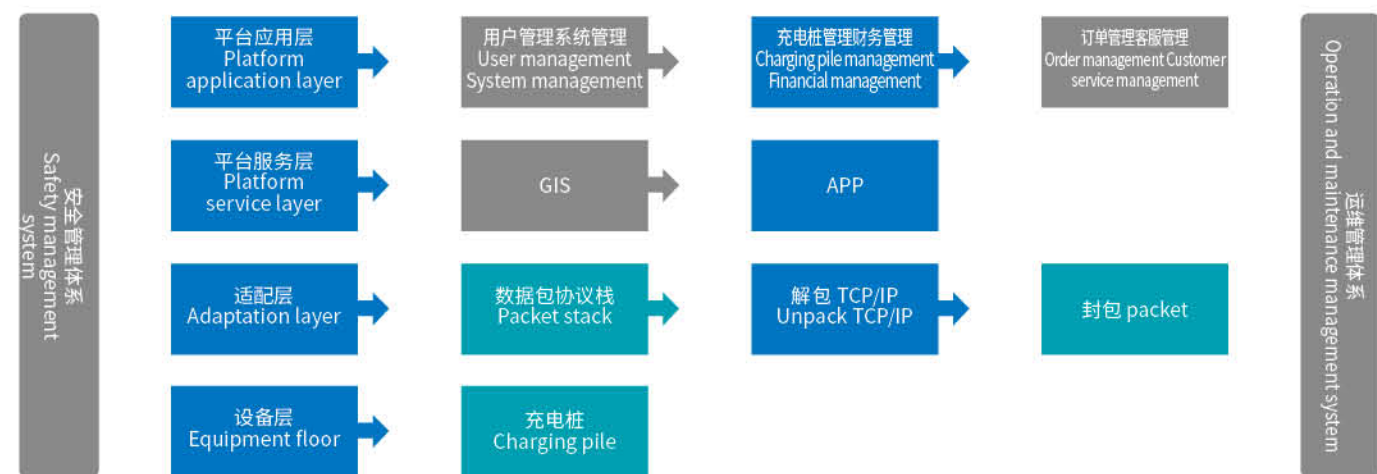 安全管理体系
Safety management
system
平台应用层
Platform
application layer
用户管理系统管理
User management
System management
充电桩管理财务管理
Charging pile management
Financial management
订单管理客服管理
Order management Customer
service management
平台服务层
Platform
service layer
GIS
APP
适配层
Adaptation layer
数据包协议栈
Packet stack
解包 TCP/IP
Unpack TCP/IP
封包 packet
设备层
Equipment floor
充电桩
Charging pile
运维管理体系
Operation and maintenance management system